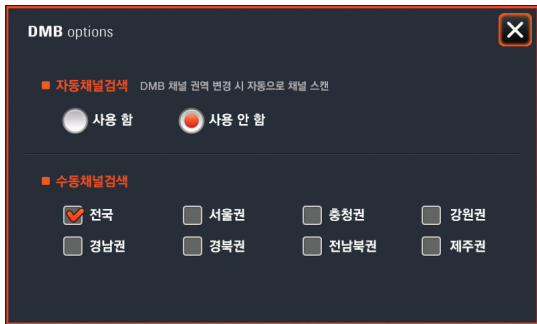 DMB options
자동채널검색 DMB 채널 권역 변경 시 자동으로 채널 스캔
사용 함 사용 안 함
수동채널검색
전국 서울권 충청권 강원권
경남권 경북권 전남북권 제주권